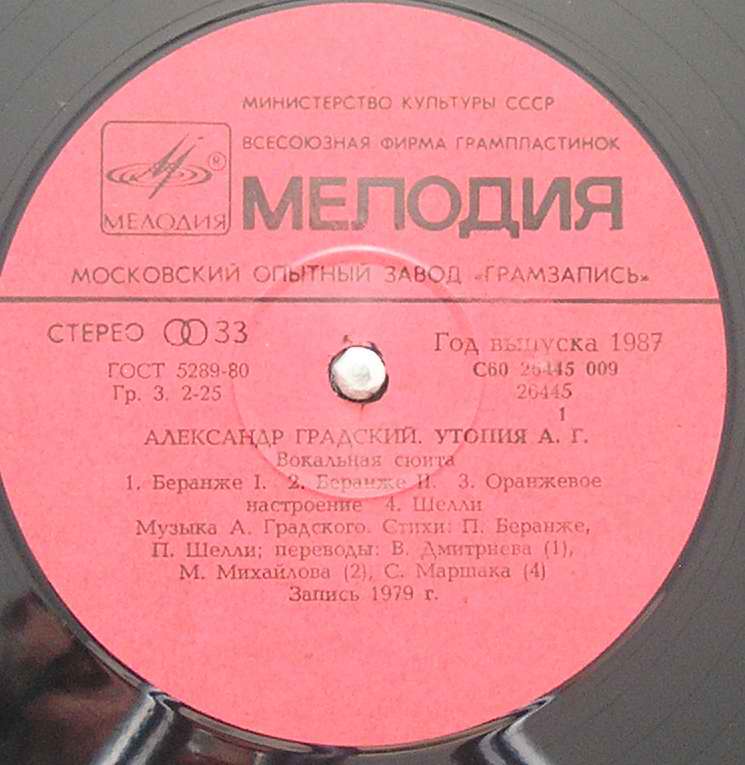 МИНИСТЕРСТВО КУЛЬТУРЫ СССР
ВСЕСОЮЗНАЯ ФИРМА ГРАМПЛАСТИНОК
®
МЕЛОДИЯ
МЕЛОДИЯ
МОСКОВСКИЙ ОПЫТНЫЙ ЗАВОД «ГРАМЗАПИСЬ»
СТЕРЕО 33
Год выпуска 1987
ГОСТ 5289-80
С60 26445 009
Гр. 3. 2-25
26445
1
АЛЕКСАНДР ГРАДСКИЙ. УТОПИЯ А. Г.
Вокальная сюита
1. Беранже I. 2. Беранже II. 3. Оранжевое
настроение 4. Шелли
Музыка А. Градского. Стихи: П. Беранже,
П. Шелли; переводы: В. Дмитриева (1),
М. Михайлова (2), С. Маршака (4)
Запись 1979 г.